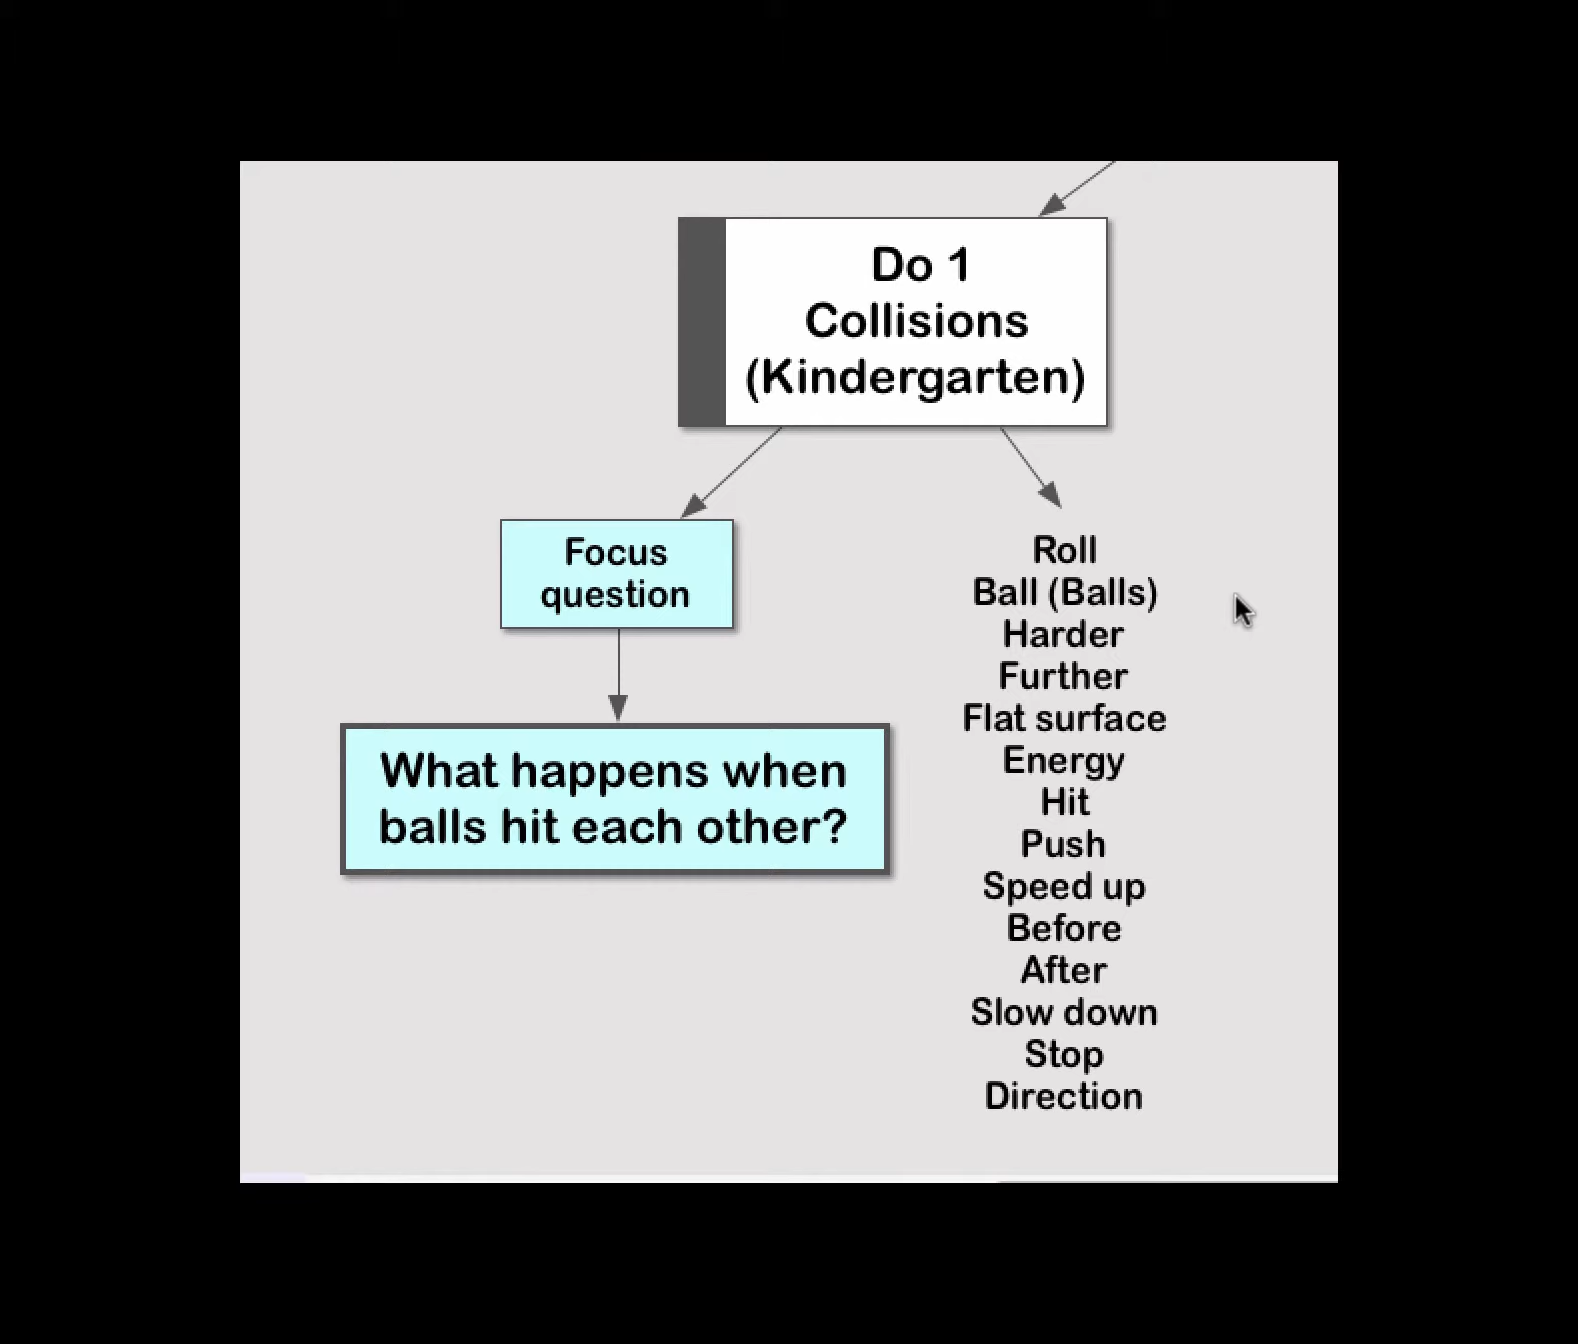 Do 1
Collisions
(Kindergarten)
Focus
question
What happens when
balls hit each other?
Roll
Ball (Balls)
Harder
Further
Flat surface
Energy
Hit
Push
Speed up
Before
After
Slow down
Stop
Direction